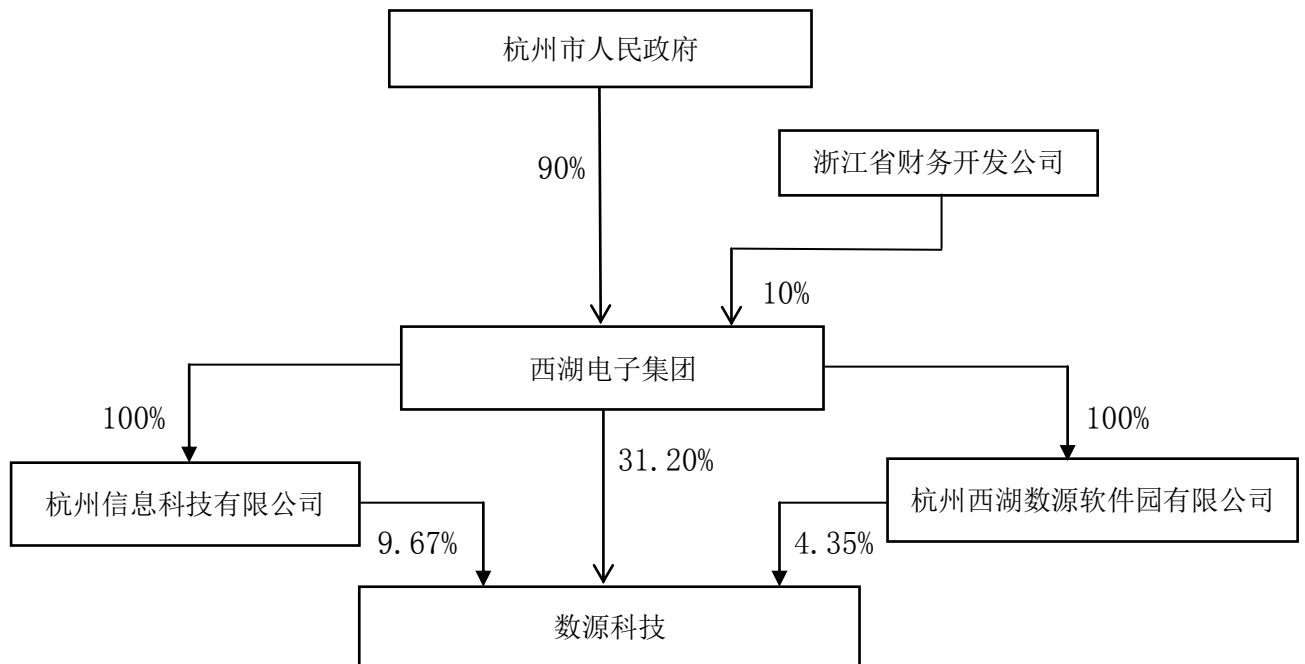 杭州市人民政府
90%
浙江省财务开发公司
10%
西湖电子集团
100%
31.20%
100%
杭州信息科技有限公司
杭州西湖数源软件园有限公司
9.67%
4.35%
数源科技